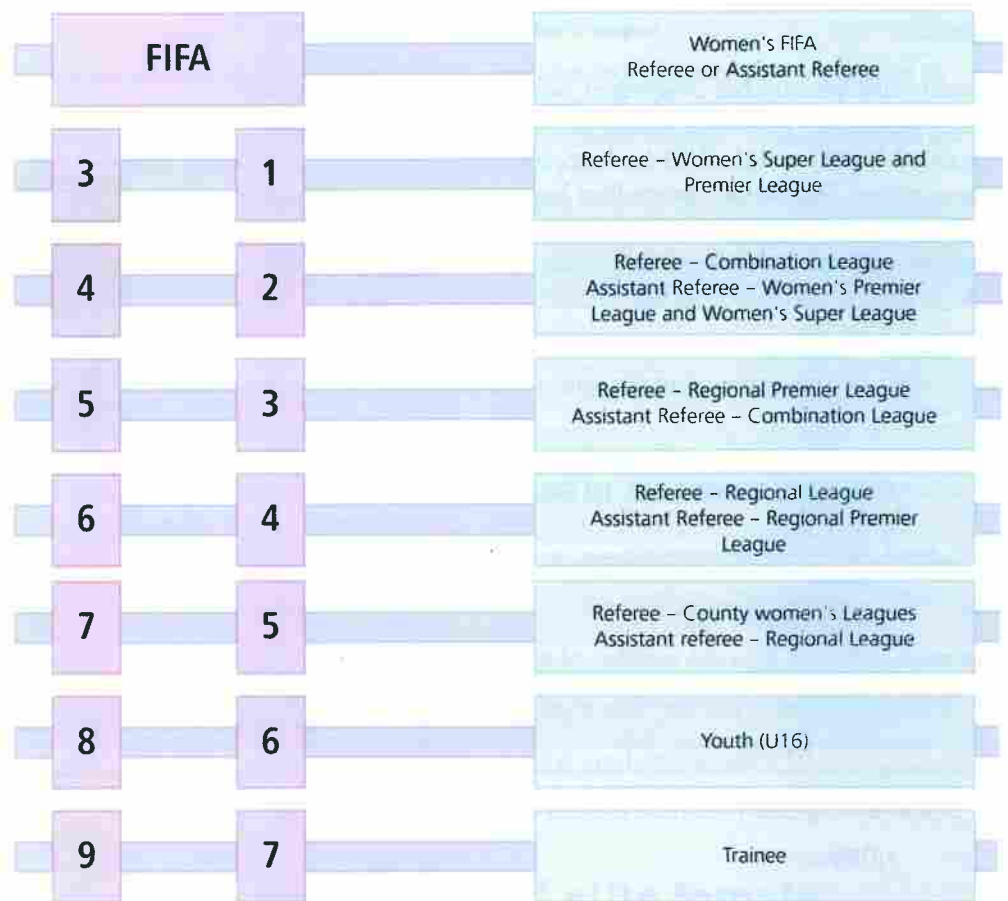 FIFA
Women's FIFA
Referee or Assistant Referee
3
1
Referee – Women's Super League and
Premier League
4
2
Referee – Combination League
Assistant Referee – Women's Premier
League and Women's Super League
5
3
Referee – Regional Premier League
Assistant Referee – Combination League
6
4
Referee – Regional League
Assistant Referee – Regional Premier
League
7
5
Referee – County women's Leagues
Assistant referee – Regional League
8
6
Youth (U16)
9
7
Trainee